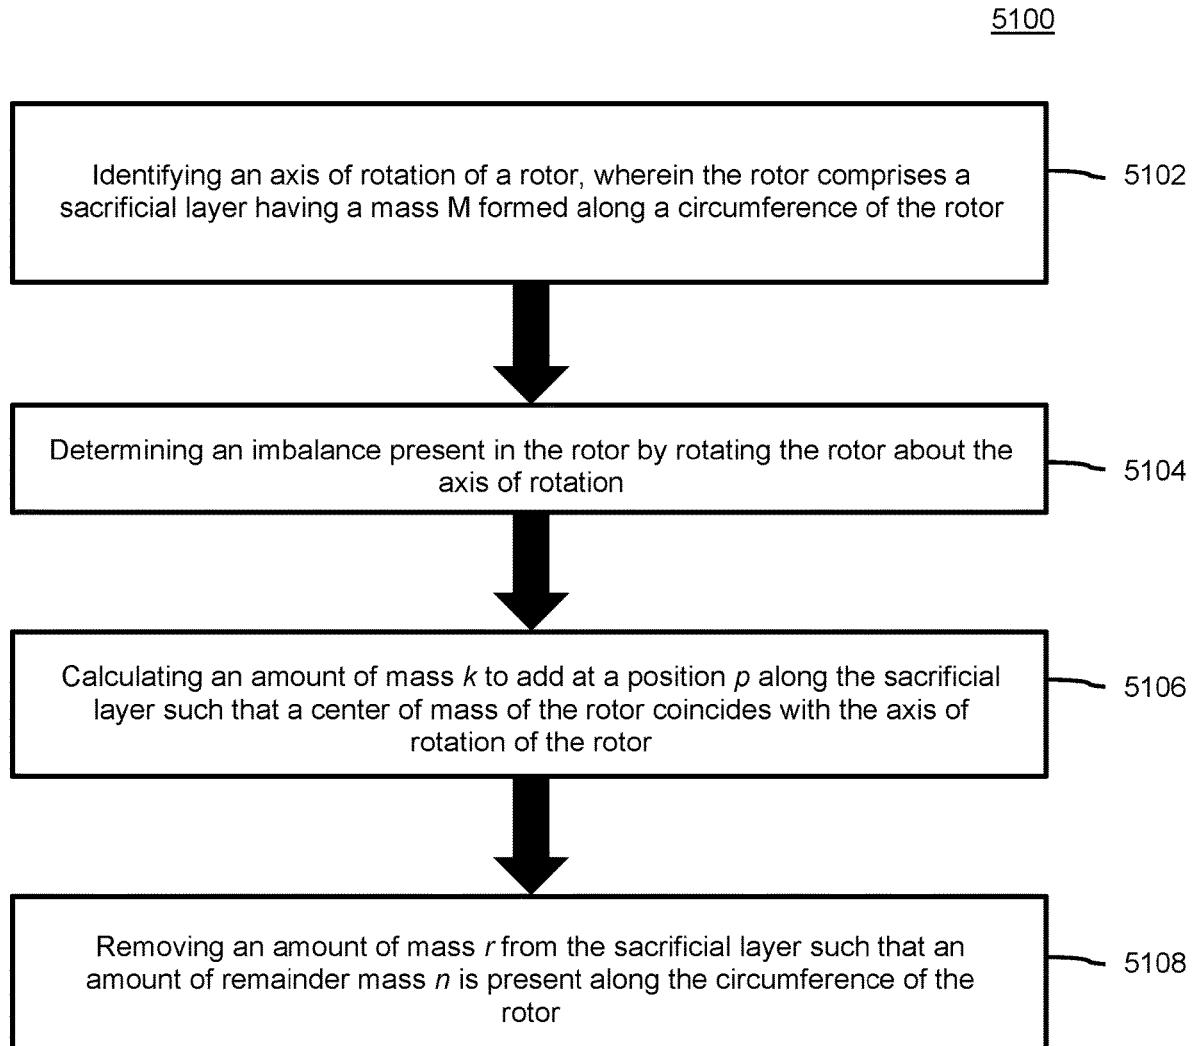 5100
Identifying an axis of rotation of a rotor, wherein the rotor comprises a
sacrificial layer having a mass M formed along a circumference of the rotor
5102
Determining an imbalance present in the rotor by rotating the rotor about the
axis of rotation
5104
Calculating an amount of mass k to add at a position p along the sacrificial
layer such that a center of mass of the rotor coincides with the axis of
rotation of the rotor
5106
Removing an amount of mass r from the sacrificial layer such that an
amount of remainder mass n is present along the circumference of the
rotor
5108